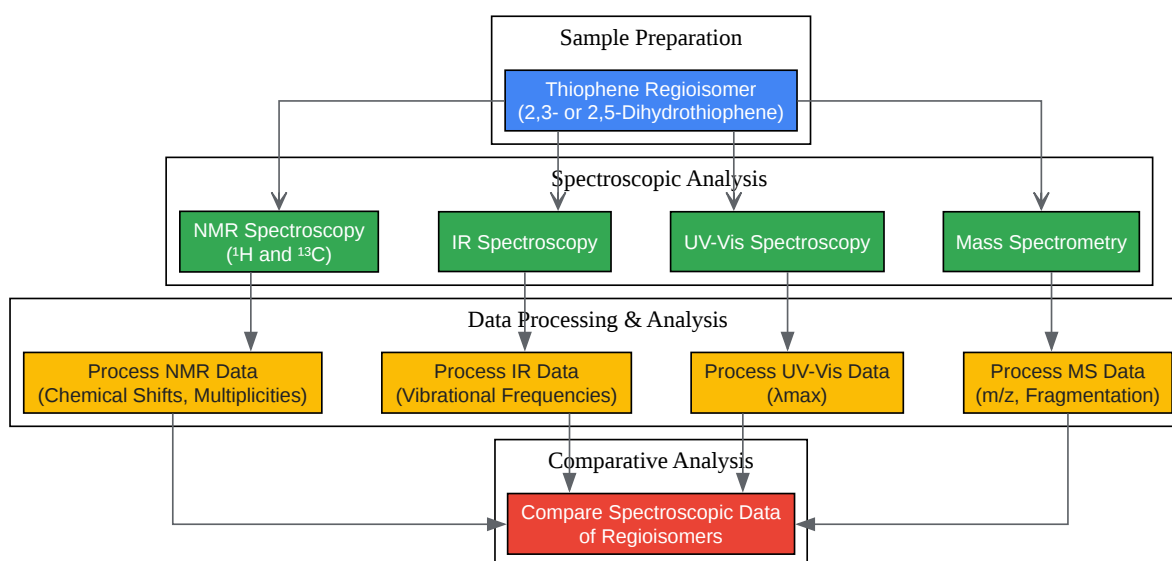 Sample Preparation
Thiophene Regioisomer
(2,3- or 2,5-Dihydrothiophene)
Spectroscopic Analysis
NMR Spectroscopy
(¹H and ¹³C)
IR Spectroscopy
UV-Vis Spectroscopy
Mass Spectrometry
Data Processing & Analysis
Process NMR Data
(Chemical Shifts, Multiplicities)
Process IR Data
(Vibrational Frequencies)
Process UV-Vis Data
(λmax)
Process MS Data
(m/z, Fragmentation)
Comparative Analysis
Compare Spectroscopic Data
of Regioisomers